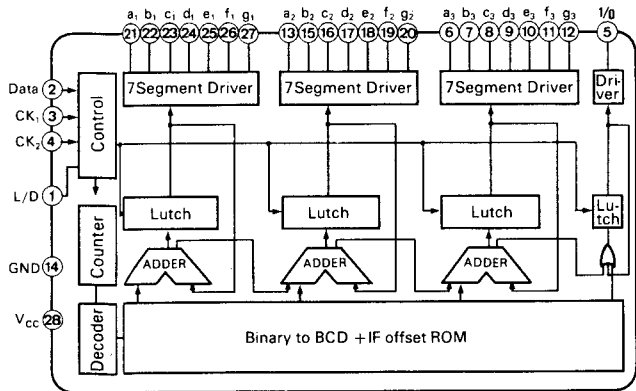 a₁ b₁ c₁ d₁ e₁ f₁ g₁ a₂ b₂ c₂ d₂ e₂ f₂ g₂ a₃ b₃ c₃ d₃ e₃ f₃ g₃ 1/0
21 22 23 24 25 26 27 13 15 16 17 18 19 20 6 7 8 9 10 11 12 5
Data 2
CK₁ 3
CK₂ 4
L/D 1
GND 14
Vcc 28
Control
Counter
Decoder
7Segment Driver 7Segment Driver 7Segment Driver
Dri-
ver
Lutch Lutch Lutch
Lu-
tch
ADDER ADDER ADDER
Binary to BCD + IF offset ROM